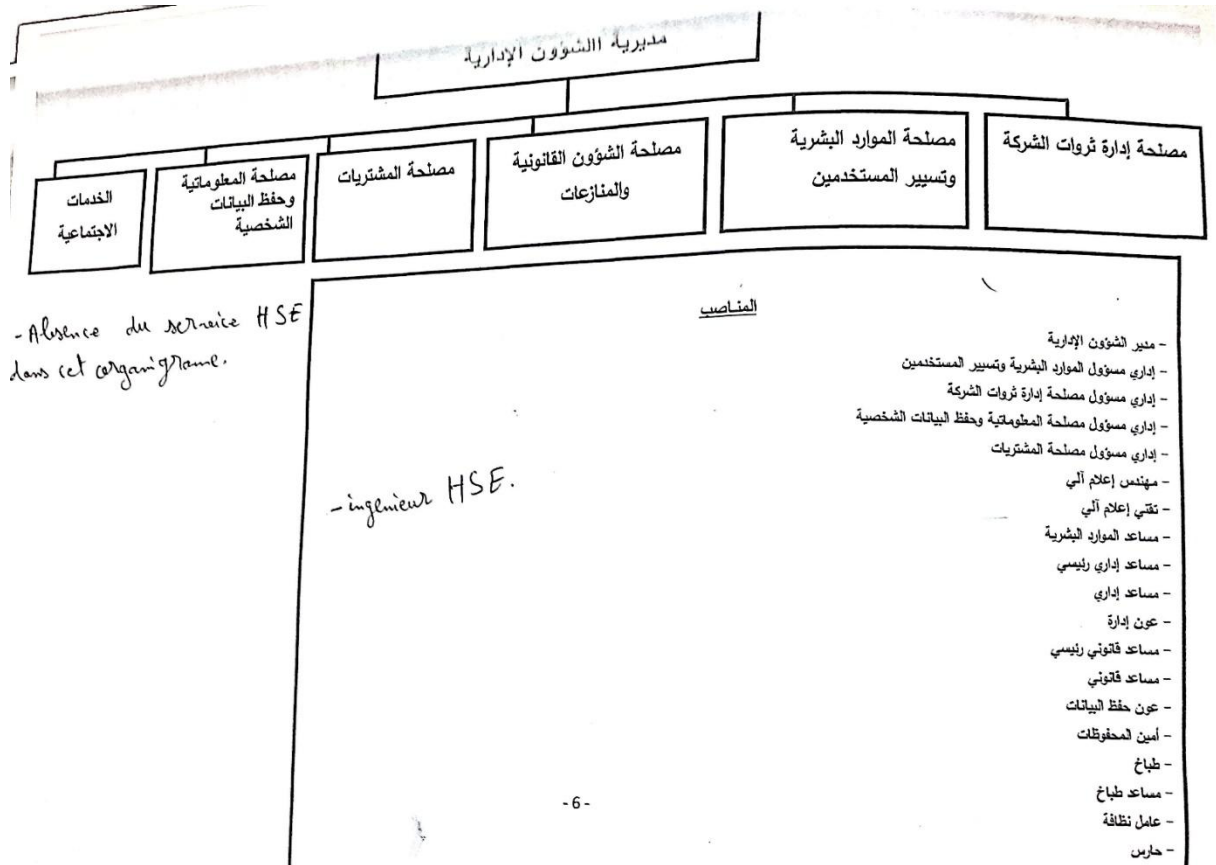 مديرية االشوون الإدارية
مصلحة إدارة ثروات الشركة
مصلحة الموارد البشرية
وتسيير المستخدمين
مصلحة الشؤون القانونية
والمنازعات
مصلحة المشتريات
مصلحة المعلوماتية
وحفظ البيانات
الشخصية
الخدمات
الاجتماعية
- Absence du service HSE
dans cet organigrame.
المناصب
- مدير الشؤون الإدارية
- إداري مسؤول الموارد البشرية وتسيير المستخدمين
- إداري مسؤول مصلحة إدارة ثروات الشركة
- إداري مسؤول مصلحة المعلوماتية وحفظ البيانات الشخصية
- إداري مسؤول مصلحة المشتريات
- مهندس إعلام آلي
- تقني إعلام آلي
- مساعد الموارد البشرية
- مساعد إداري رئيسي
- مساعد إداري
- عون إدارة
- مساعد قانوني رئيسي
- مساعد قانوني
- عون حفظ البيانات
- أمين المحفوظات
- طباخ
- مساعد طباخ
- عامل نظافة
- حارس
- ingenieur HSE.
- 6 -